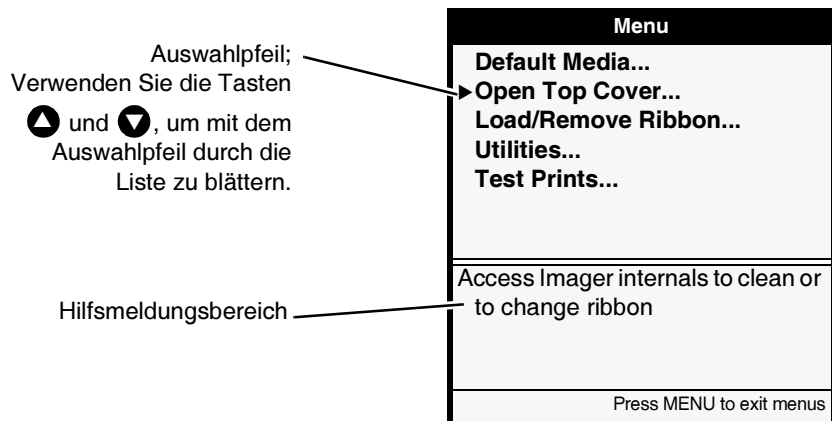 Auswahlpfeil;
Verwenden Sie die Tasten
und , um mit dem
Auswahlpfeil durch die
Liste zu blättern.
Hilfsmeldungsbereich
Menu
Default Media...
Open Top Cover...
Load/Remove Ribbon...
Utilities...
Test Prints...
Access Imager internals to clean or
to change ribbon
Press MENU to exit menus